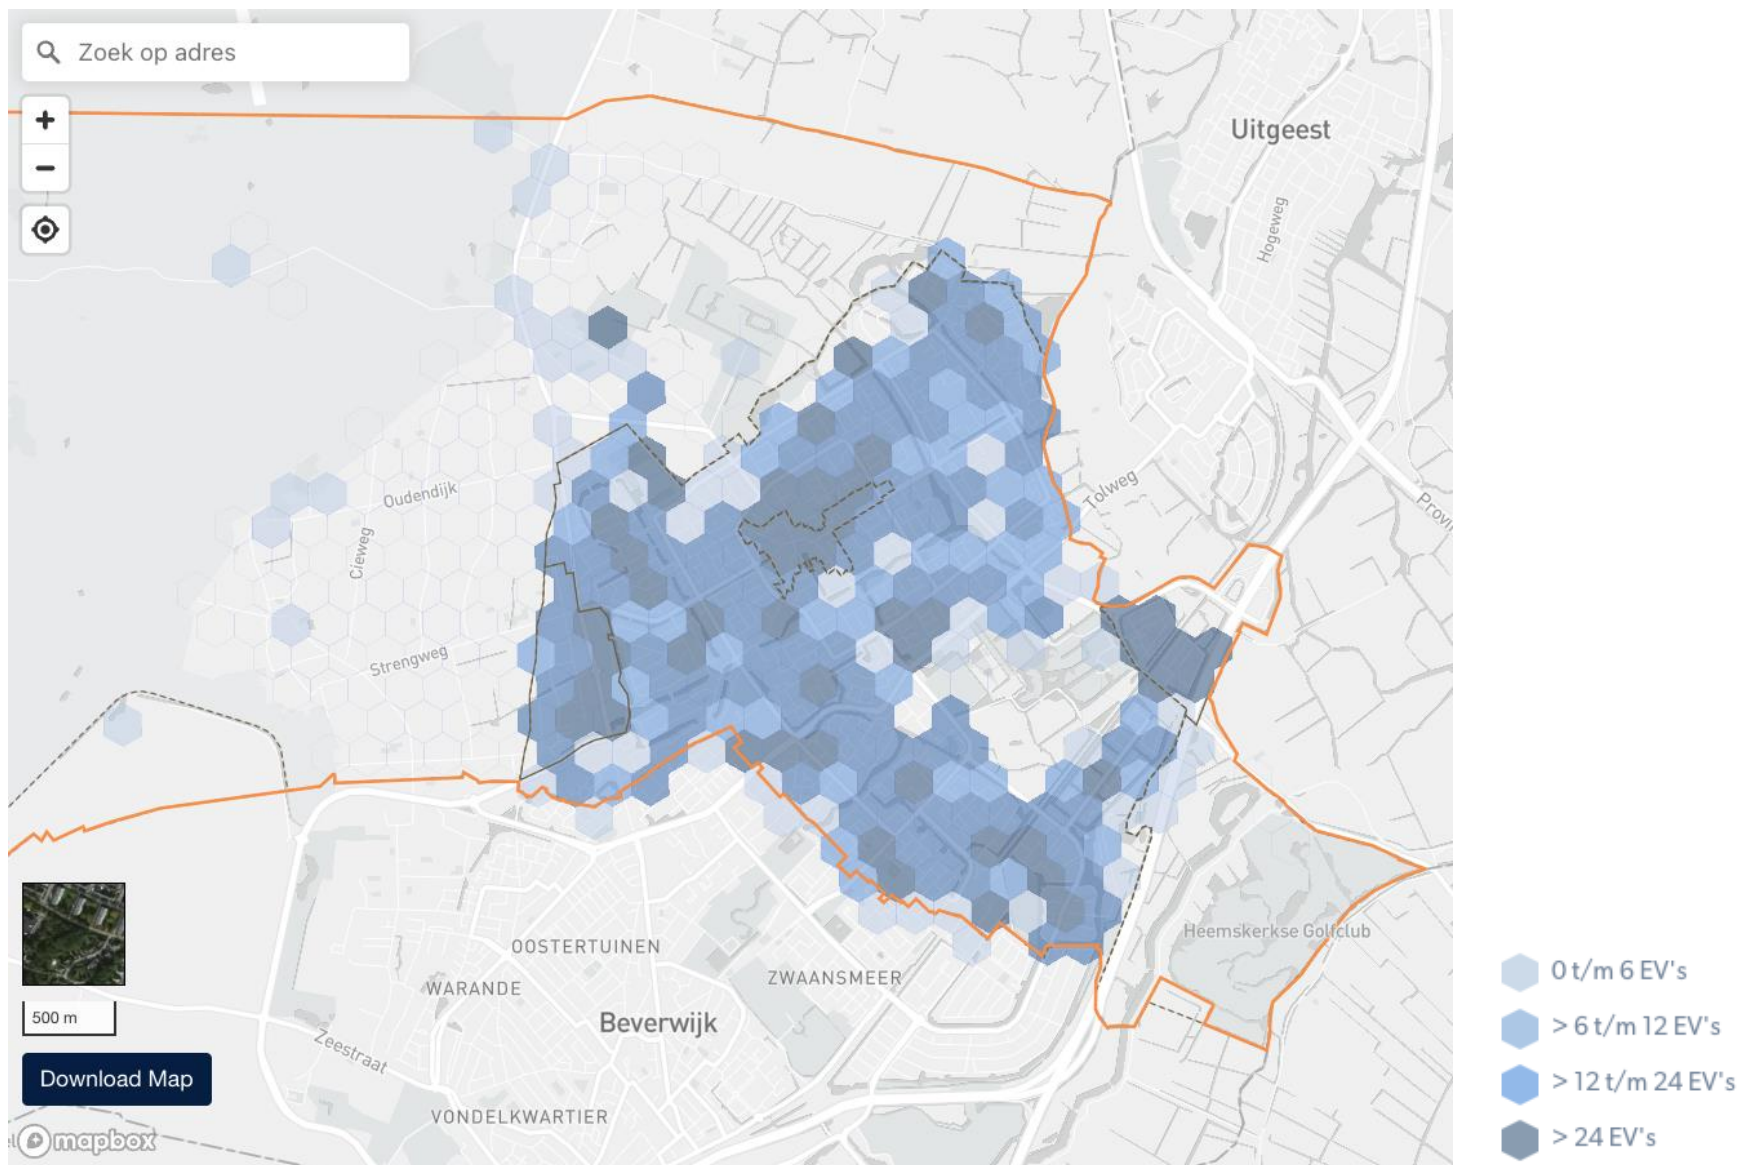 Zoek op adres
+
−
Uitgeest
Hogeweg
Oudendijk
Cieweg
Tolweg
Strengweg
Heemskerkse Golfclub
OOSTERTUINEN
WARANDE
ZWAANSMEER
500 m
Beverwijk
Zeestraat
Download Map
VONDELKWARTIER
mapbox
0 t/m 6 EV's
> 6 t/m 12 EV's
> 12 t/m 24 EV's
> 24 EV's